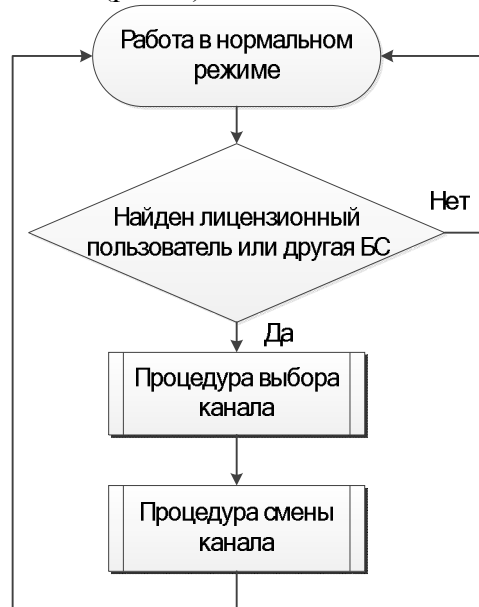 Работа в нормальном
режиме
Найден лицензионный
пользователь или другая БС
Нет
Да
Процедура выбора
канала
Процедура смены
канала